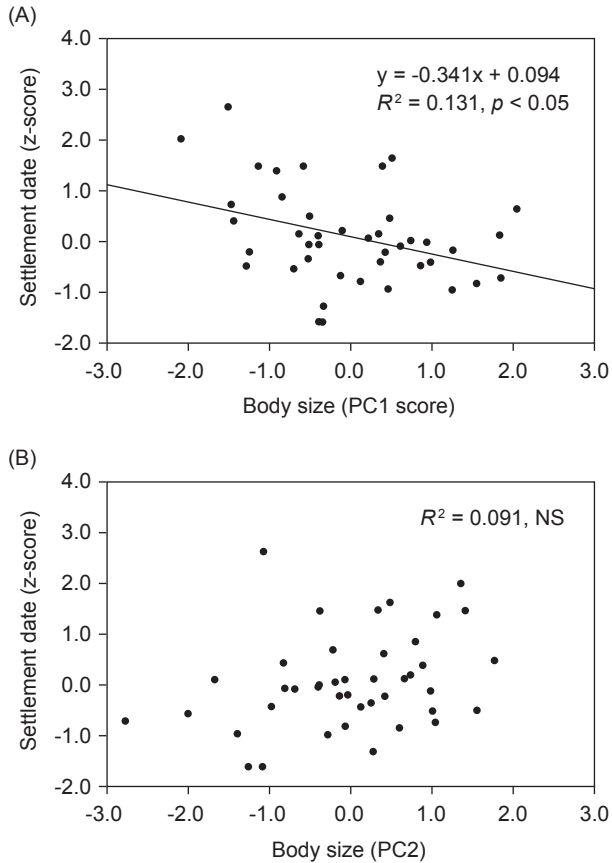 (A)
4.0
3.0
2.0
1.0
0.0
-1.0
-2.0
Settlement date (z-score)
y = -0.341x + 0.094
R² = 0.131, p < 0.05
-3.0 -2.0 -1.0 0.0 1.0 2.0 3.0
Body size (PC1 score)
(B)
4.0
3.0
2.0
1.0
0.0
-1.0
-2.0
Settlement date (z-score)
R² = 0.091, NS
-3.0 -2.0 -1.0 0.0 1.0 2.0 3.0
Body size (PC2)